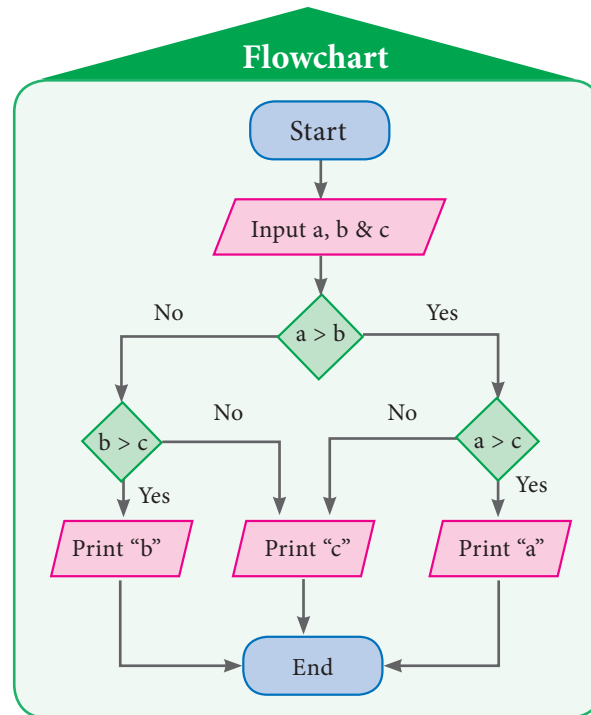 Flowchart
Start
Input a, b & c
No
Yes
a > b
No
No
b > c
a > c
Yes
Yes
Print “b”
Print “c”
Print “a”
End